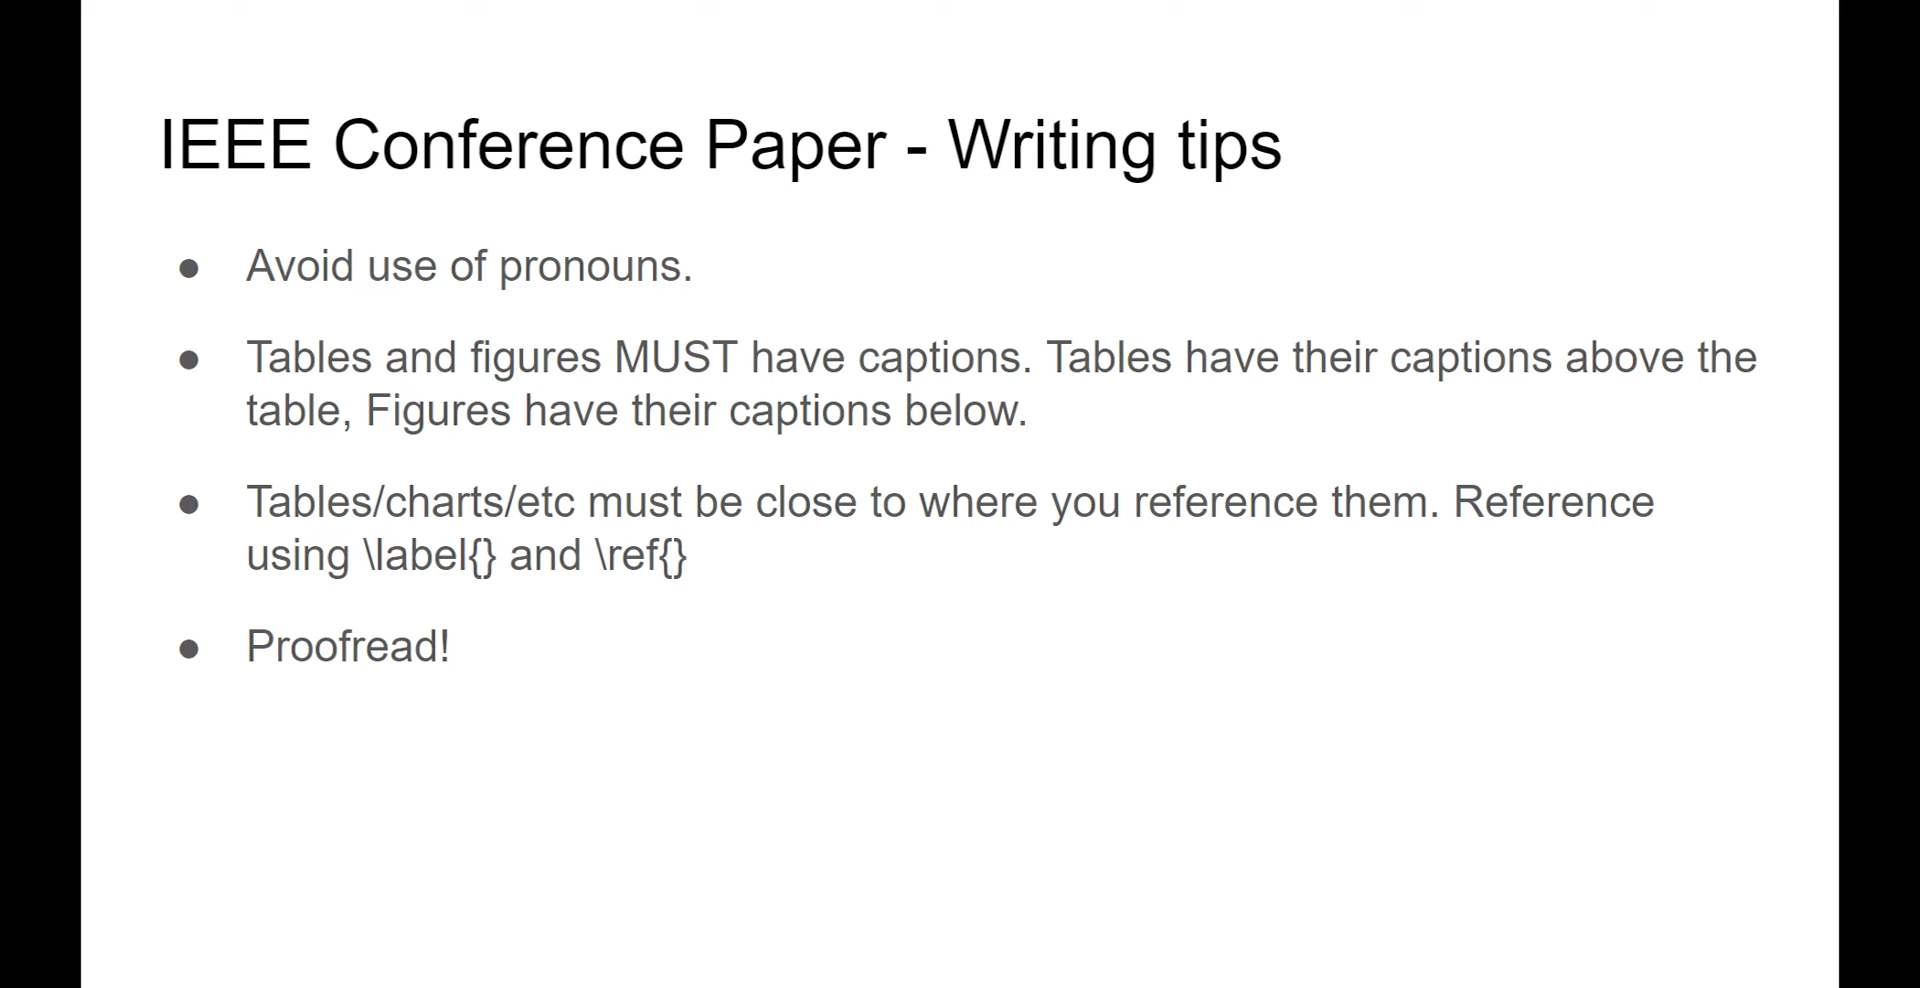 IEEE Conference Paper - Writing tips
● Avoid use of pronouns.
● Tables and figures MUST have captions. Tables have their captions above the
table, Figures have their captions below.
● Tables/charts/etc must be close to where you reference them. Reference
using \label{} and \ref{}
● Proofread!